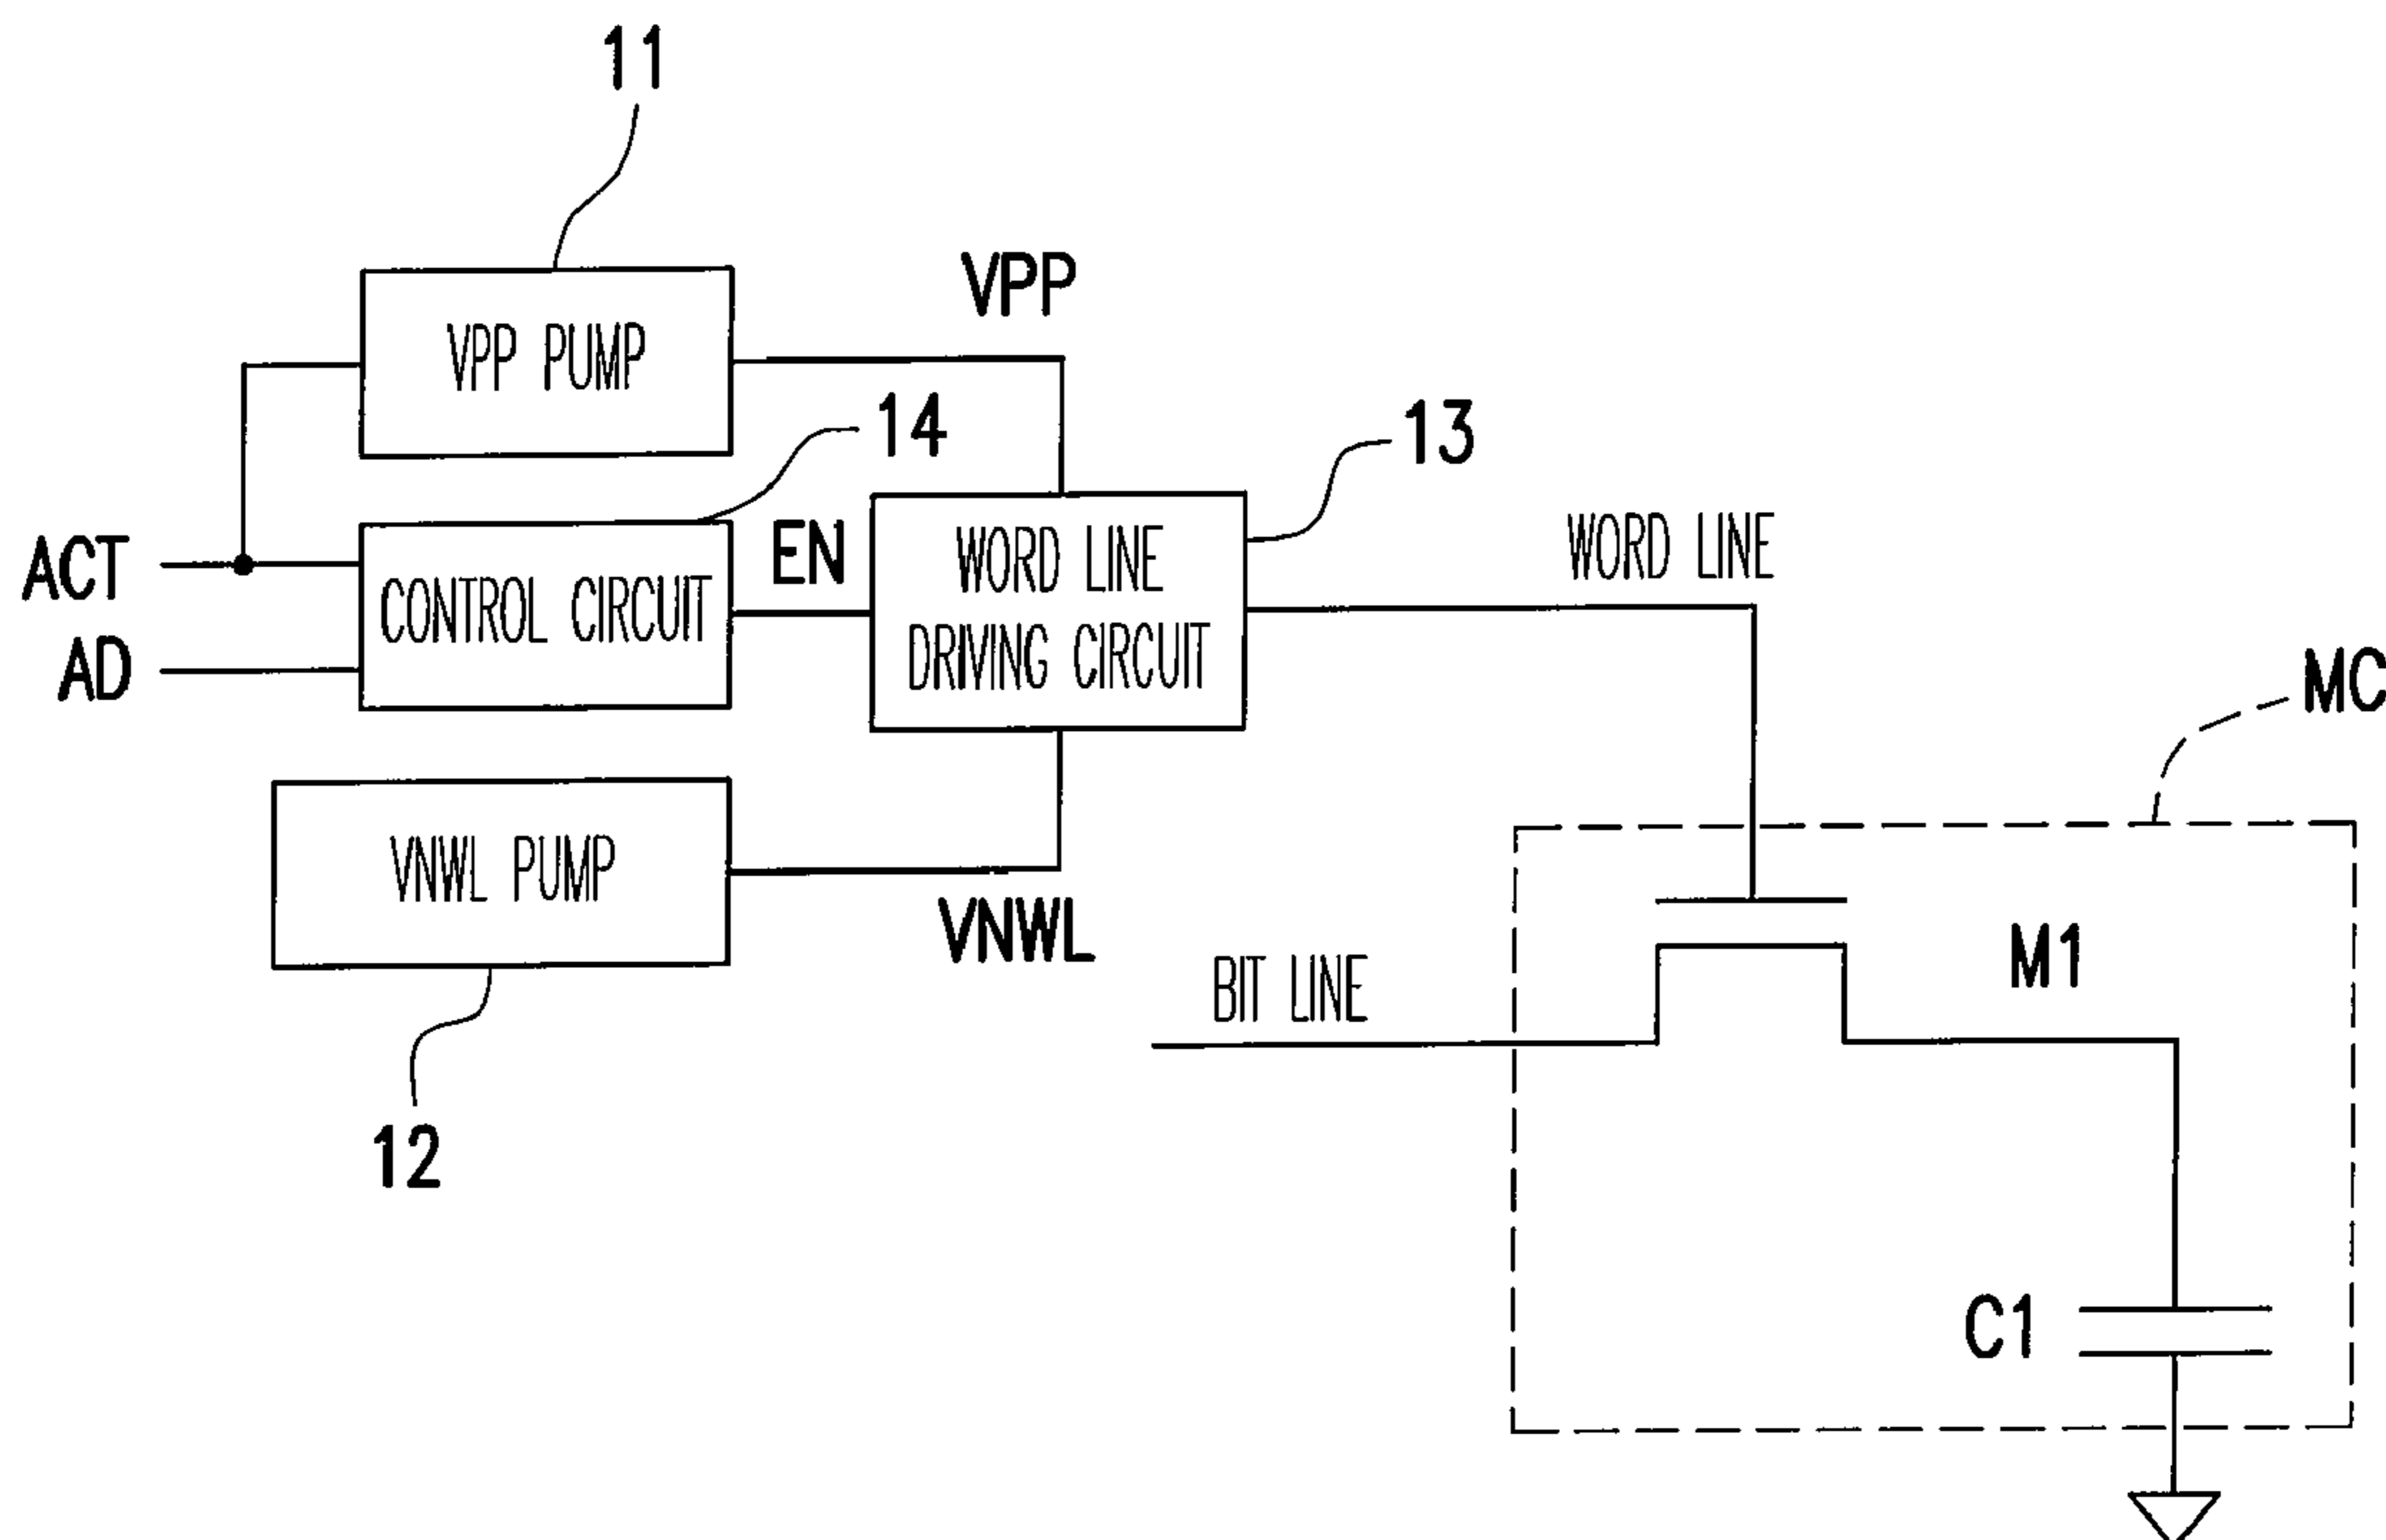 11
VPP PUMP
VPP
14
13
ACT
CONTROL CIRCUIT
EN
WORD LINE
DRIVING CIRCUIT
WORD LINE
AD
MC
VNWL PUMP
VNWL
BIT LINE
M1
12
C1